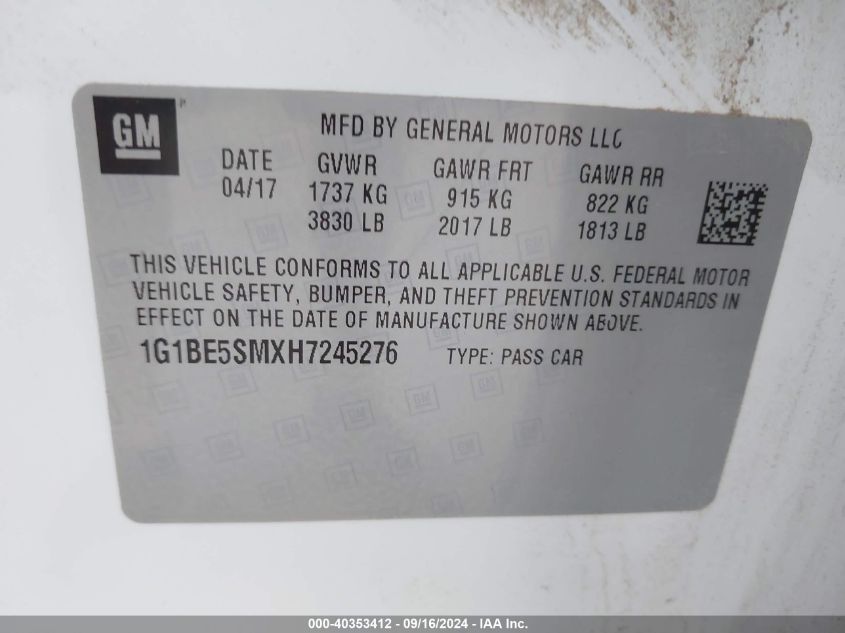 GM
MFD BY GENERAL MOTORS LLC
DATE GVWR GAWR FRT GAWR RR
04/17 1737 KG 915 KG 822 KG
3830 LB 2017 LB 1813 LB
THIS VEHICLE CONFORMS TO ALL APPLICABLE U.S. FEDERAL MOTOR
VEHICLE SAFETY, BUMPER, AND THEFT PREVENTION STANDARDS IN
EFFECT ON THE DATE OF MANUFACTURE SHOWN ABOVE.
1G1BE5SMXH7245276 TYPE: PASS CAR
000-40353412 - 09/16/2024 - IAA Inc.